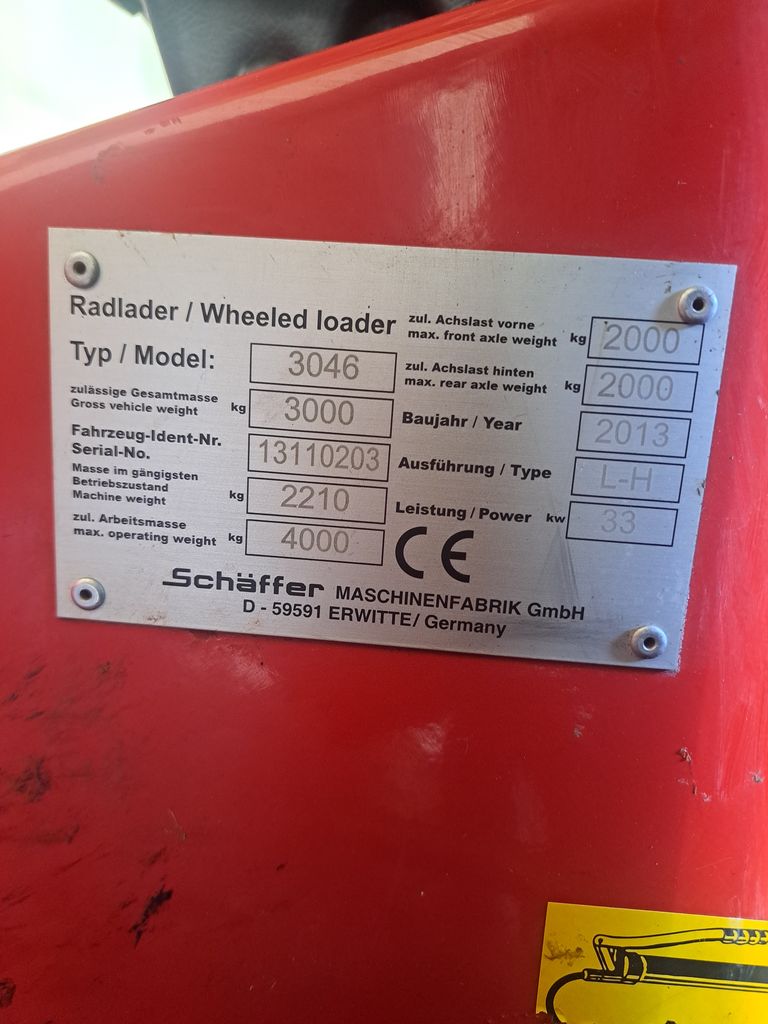 Radlader / Wheeled loader
Typ / Model: 3046
zulässige Gesamtmasse
Gross vehicle weight kg 3000
Fahrzeug-Ident-Nr.
Serial-No. 13110203
Masse im gängigsten
Betriebszustand
Machine weight kg 2210
zul. Arbeitsmasse
max. operating weight kg 4000
zul. Achslast vorne
max. front axle weight kg 2000
zul. Achslast hinten
max. rear axle weight kg 2000
Baujahr / Year 2013
Ausführung / Type L-H
Leistung / Power kw 33
CE
Schäffer MASCHINENFABRIK GmbH
D - 59591 ERWITTE / Germany